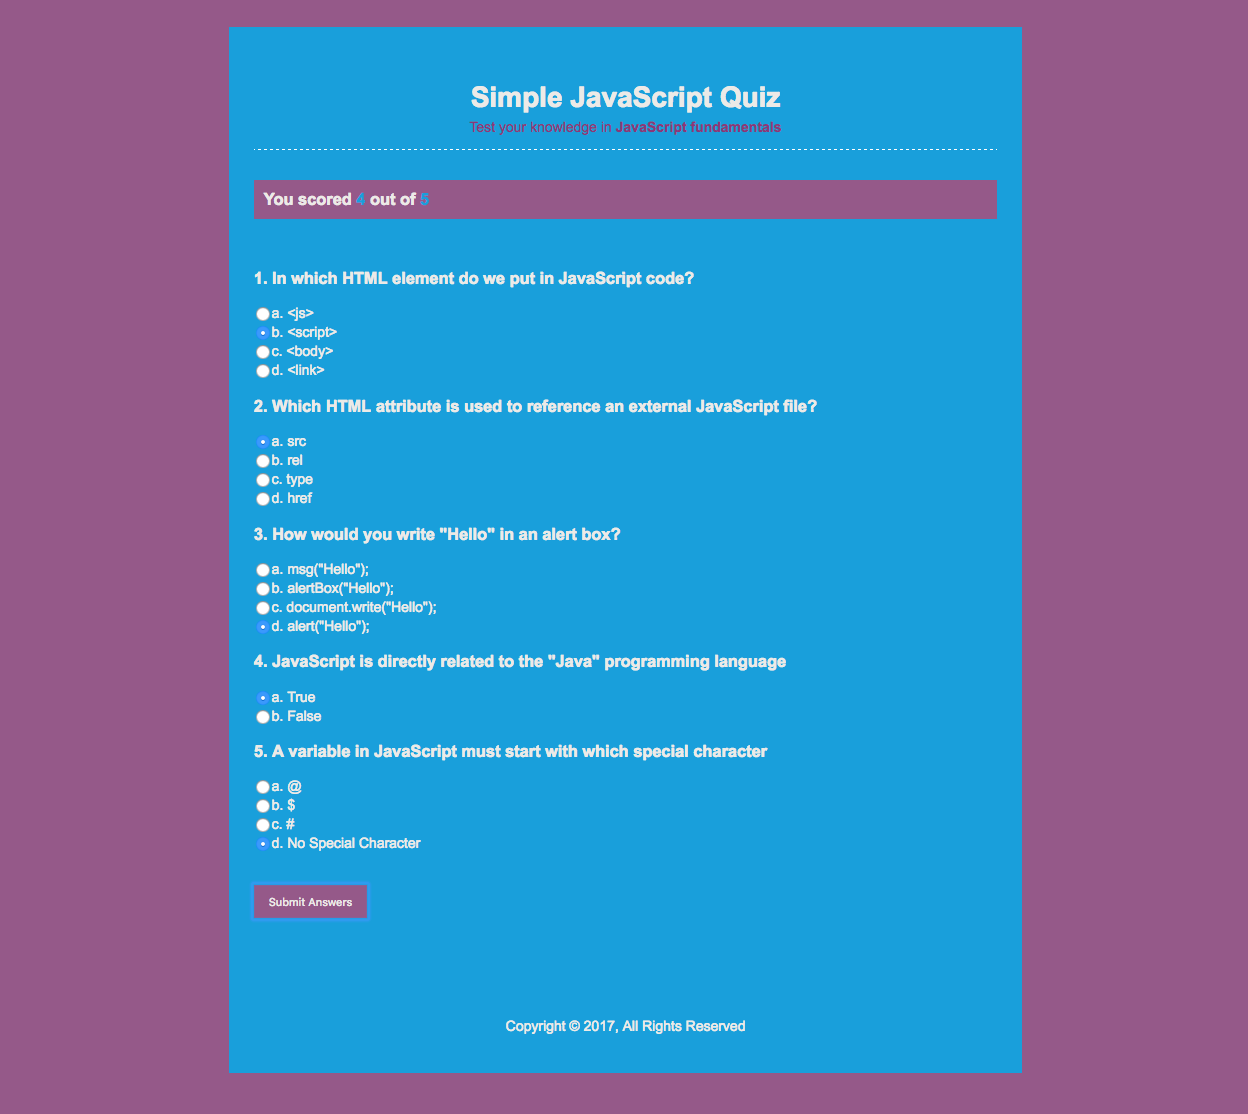 Simple JavaScript Quiz
Test your knowledge in JavaScript fundamentals
You scored 4 out of 5
1. In which HTML element do we put in JavaScript code?
a. <js>
b. <script>
c. <body>
d. <link>
2. Which HTML attribute is used to reference an external JavaScript file?
a. src
b. rel
c. type
d. href
3. How would you write "Hello" in an alert box?
a. msg("Hello");
b. alertBox("Hello");
c. document.write("Hello");
d. alert("Hello");
4. JavaScript is directly related to the "Java" programming language
a. True
b. False
5. A variable in JavaScript must start with which special character
a. @
b. $
c. #
d. No Special Character
Submit Answers
Copyright © 2017, All Rights Reserved